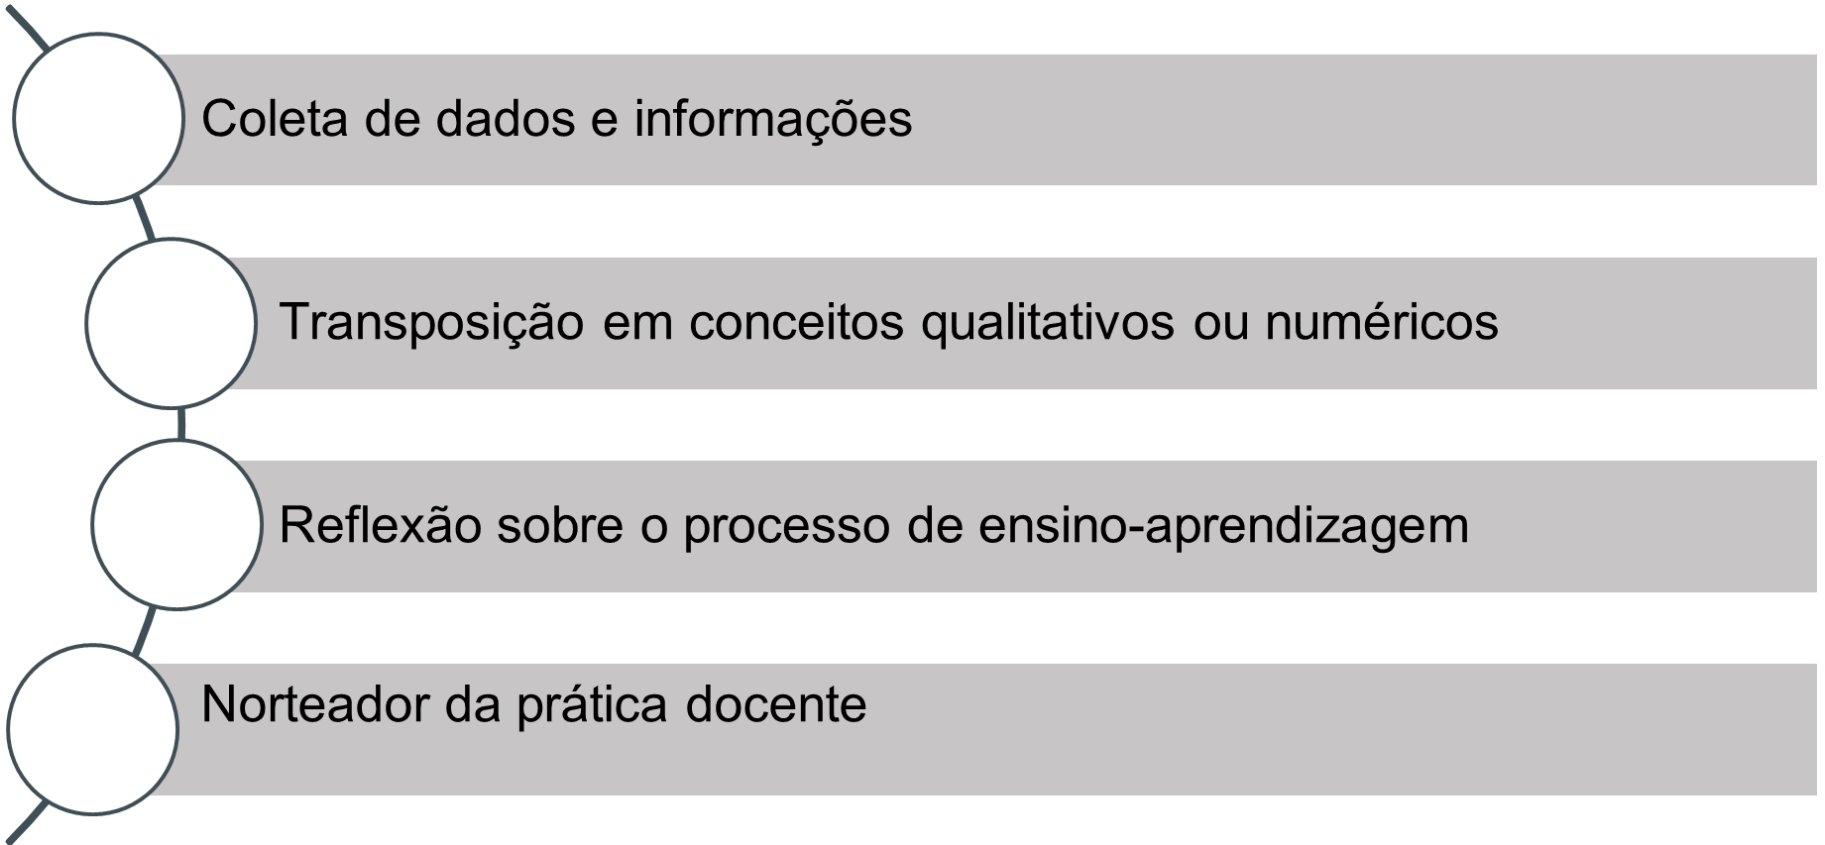 Coleta de dados e informações
Transposição em conceitos qualitativos ou numéricos
Reflexão sobre o processo de ensino-aprendizagem
Norteador da prática docente